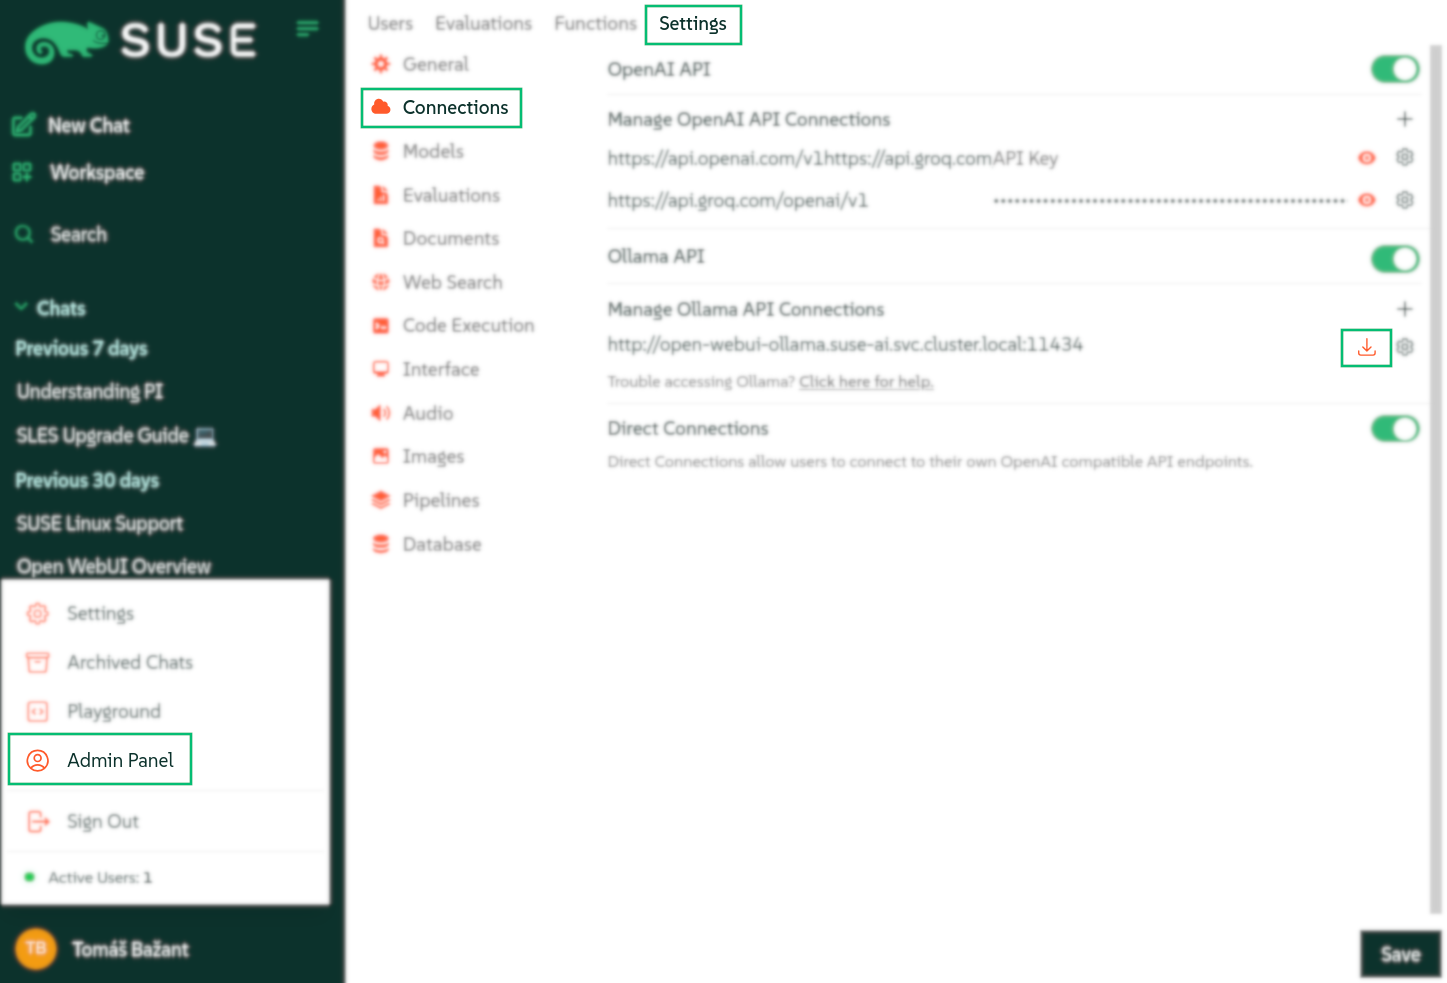 SUSE
New Chat
Workspace
Search
Chats
Previous 7 days
Understanding PI
SLES Upgrade Guide 💻
Previous 30 days
SUSE Linux Support
Open WebUI Overview
Settings
Archived Chats
Playground
Admin Panel
Sign Out
Active Users: 1
TB Tomáš Bažant
Users Evaluations Functions Settings
General
Connections
Models
Evaluations
Documents
Web Search
Code Execution
Interface
Audio
Images
Pipelines
Database
OpenAI API
Manage OpenAI API Connections
https://api.openai.com/v1https://api.groq.comAPI Key
https://api.groq.com/openai/v1
Ollama API
Manage Ollama API Connections
http://open-webui-ollama.suse-ai.svc.cluster.local:11434
Trouble accessing Ollama? Click here for help.
Direct Connections
Direct Connections allow users to connect to their own OpenAI compatible API endpoints.
Save